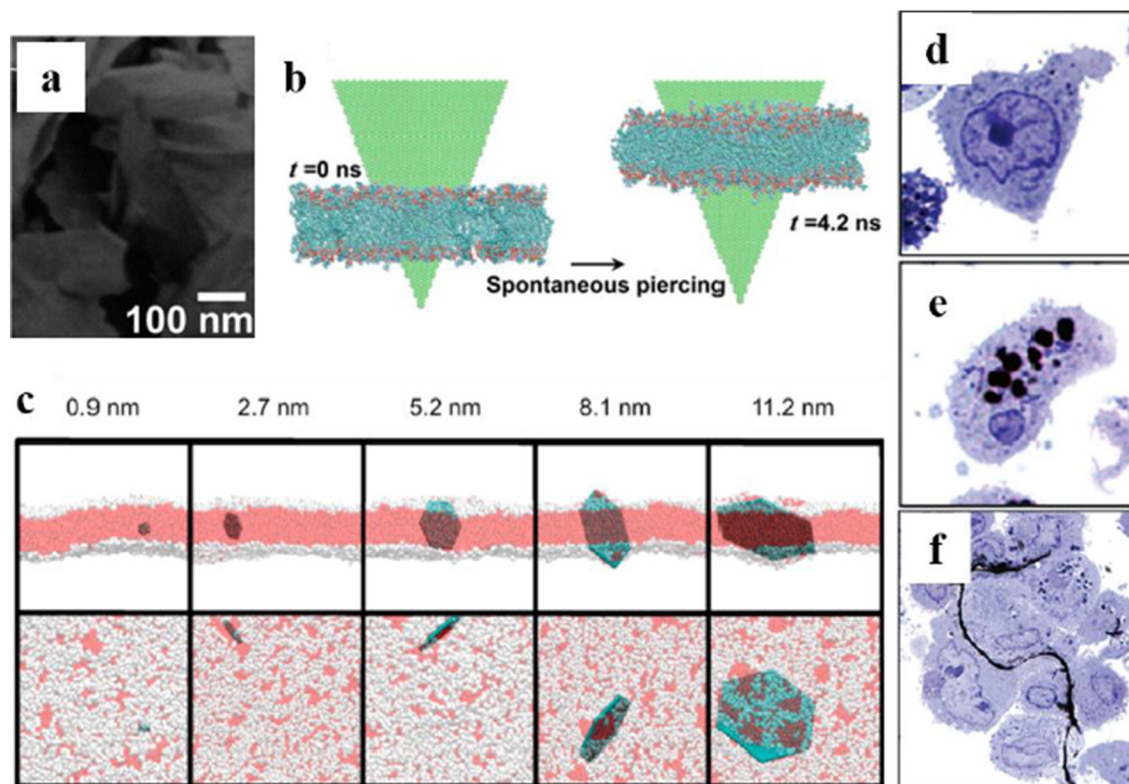 a
100 nm
b
t =0 ns
t =4.2 ns
Spontaneous piercing
c
0.9 nm 2.7 nm 5.2 nm 8.1 nm 11.2 nm
d
e
f